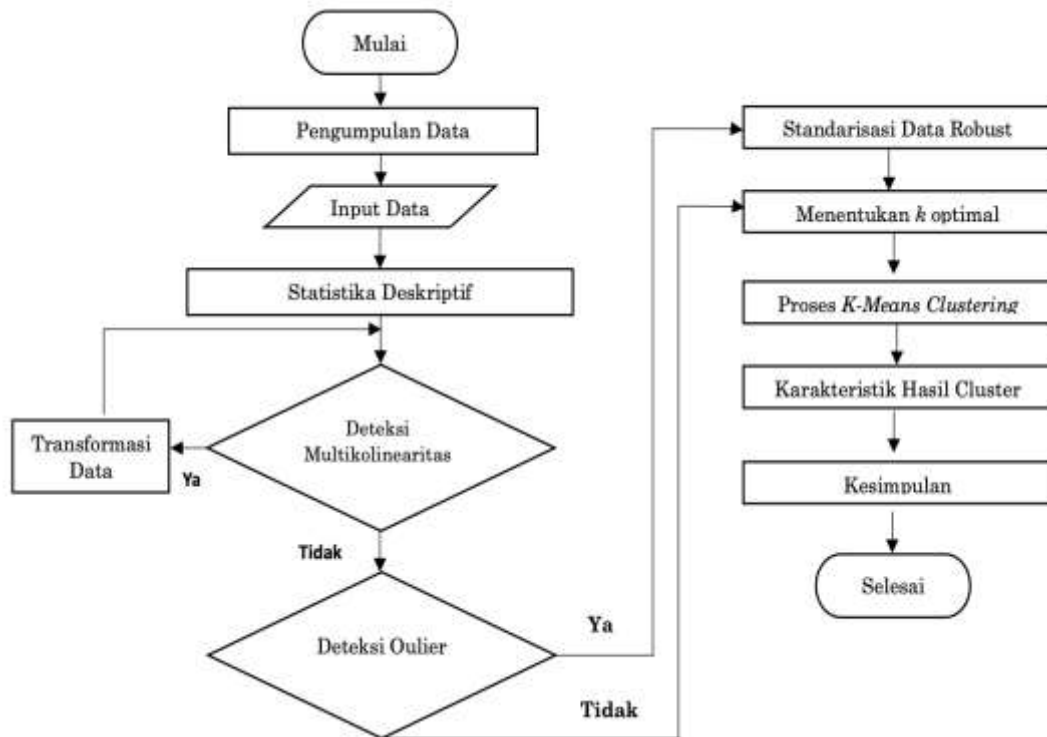 Mulai
Pengumpulan Data
Input Data
Statistika Deskriptif
Deteksi
Multikolinearitas
Ya
Transformasi
Data
Tidak
Deteksi Oulier
Ya
Tidak
Standarisasi Data Robust
Menentukan k optimal
Proses K-Means Clustering
Karakteristik Hasil Cluster
Kesimpulan
Selesai